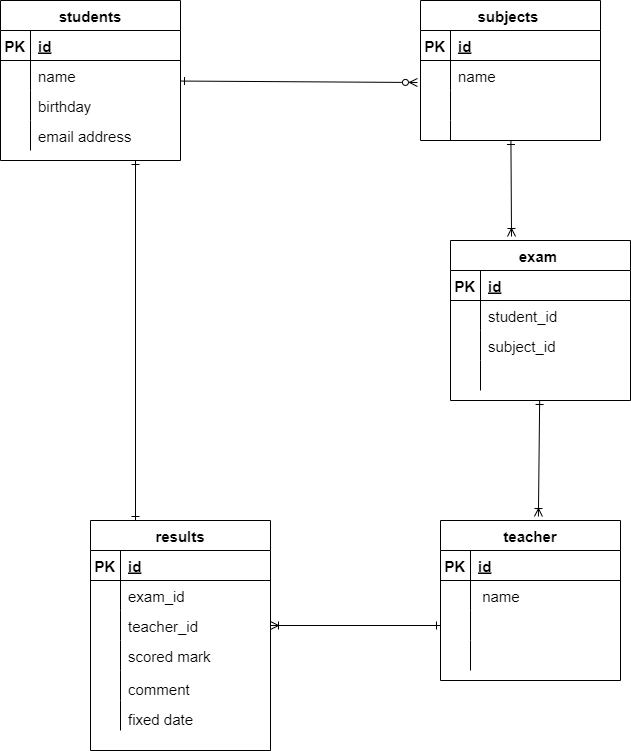 students
PK id
name
birthday
email address
subjects
PK id
name
exam
PK id
student_id
subject_id
results
PK id
exam_id
teacher_id
scored mark
comment
fixed date
teacher
PK id
name